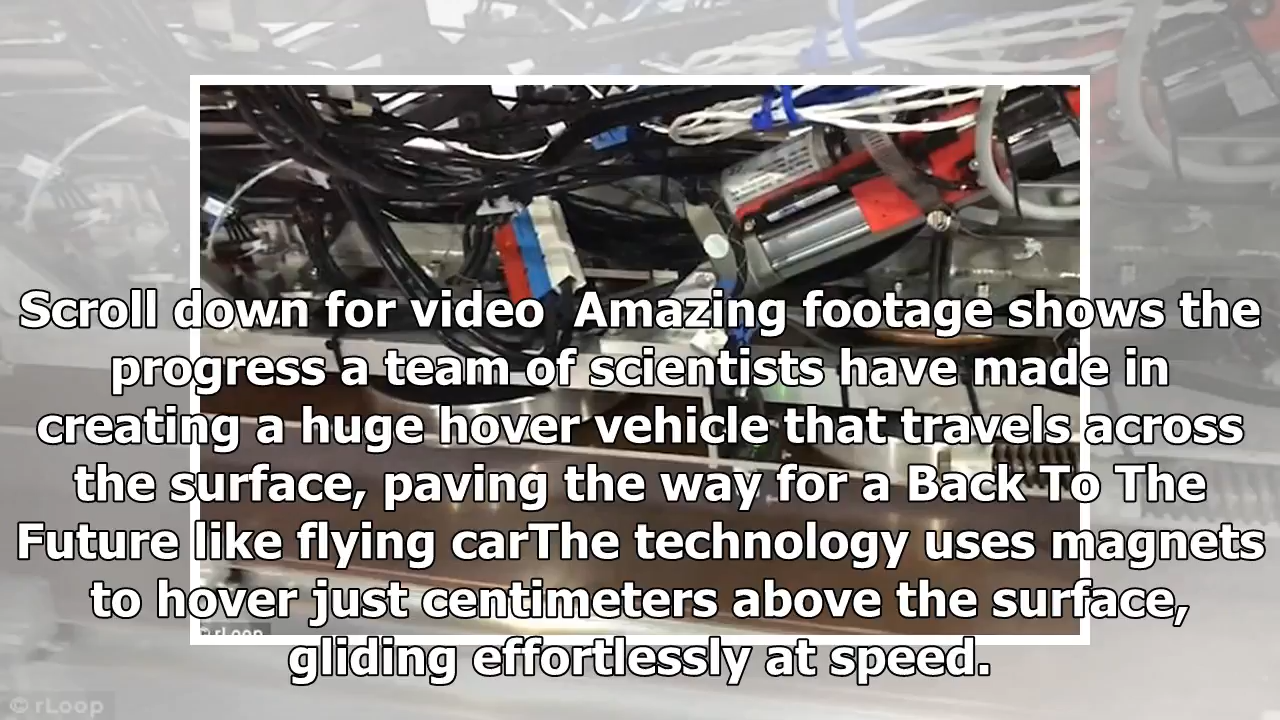 Scroll down for video  Amazing footage shows the
progress a team of scientists have made in
creating a huge hover vehicle that travels across
the surface, paving the way for a Back To The
Future like flying carThe technology uses magnets
to hover just centimeters above the surface,
gliding effortlessly at speed.
© rLoop
© rLoop